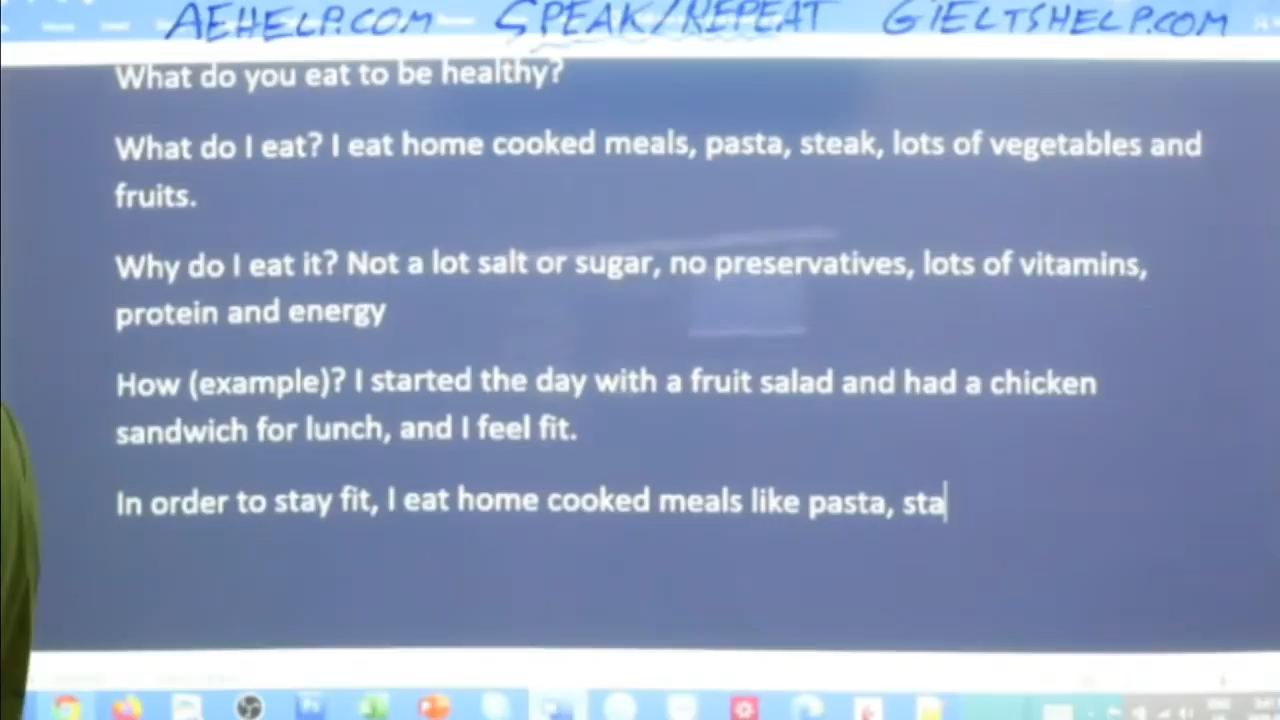 AEHELP.COM SPEAK/REPEAT GIELTSHELP.COM
What do you eat to be healthy?
What do I eat? I eat home cooked meals, pasta, steak, lots of vegetables and
fruits.
Why do I eat it? Not a lot salt or sugar, no preservatives, lots of vitamins,
protein and energy
How (example)? I started the day with a fruit salad and had a chicken
sandwich for lunch, and I feel fit.
In order to stay fit, I eat home cooked meals like pasta, sta